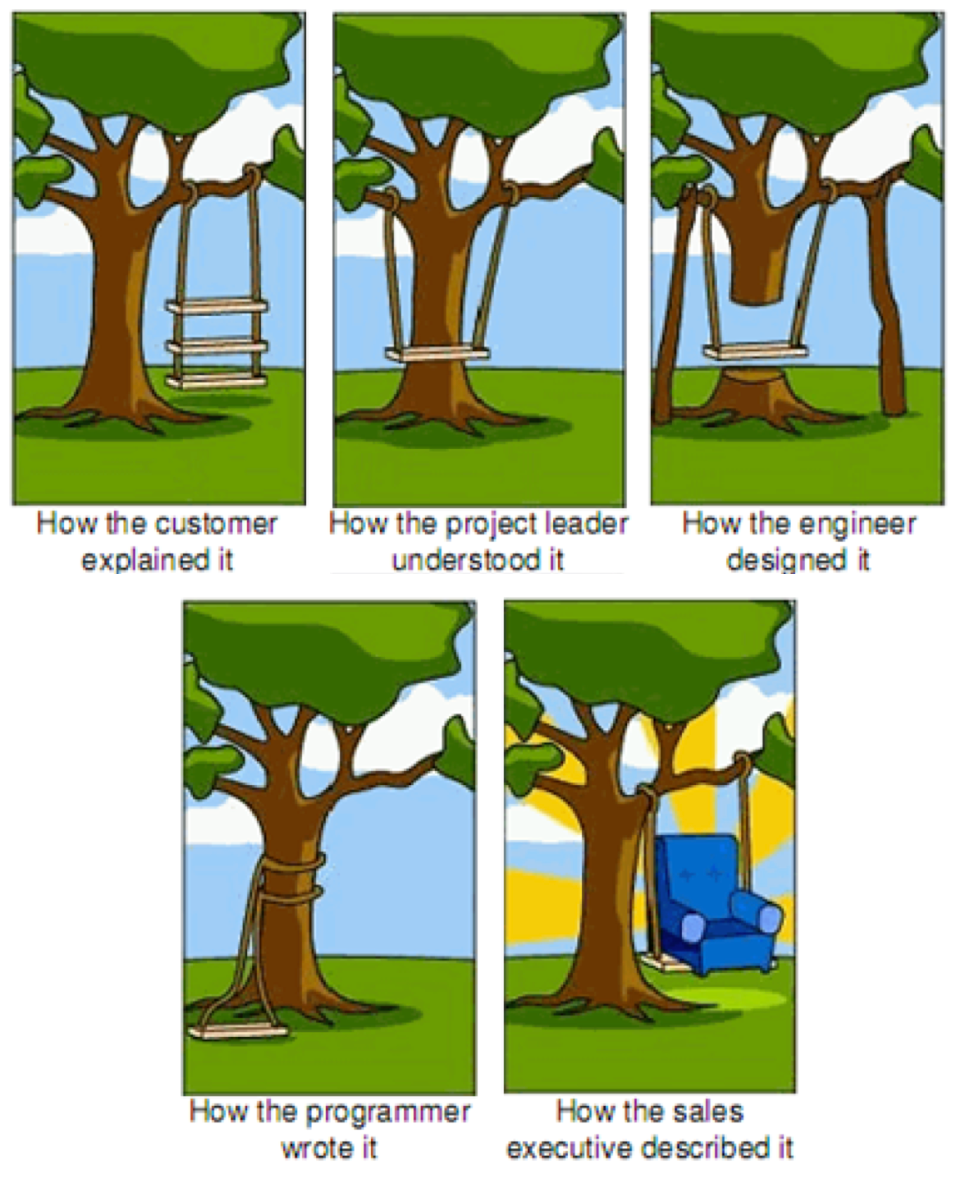 How the customer
explained it
How the project leader
understood it
How the engineer
designed it
How the programmer
wrote it
How the sales
executive described it